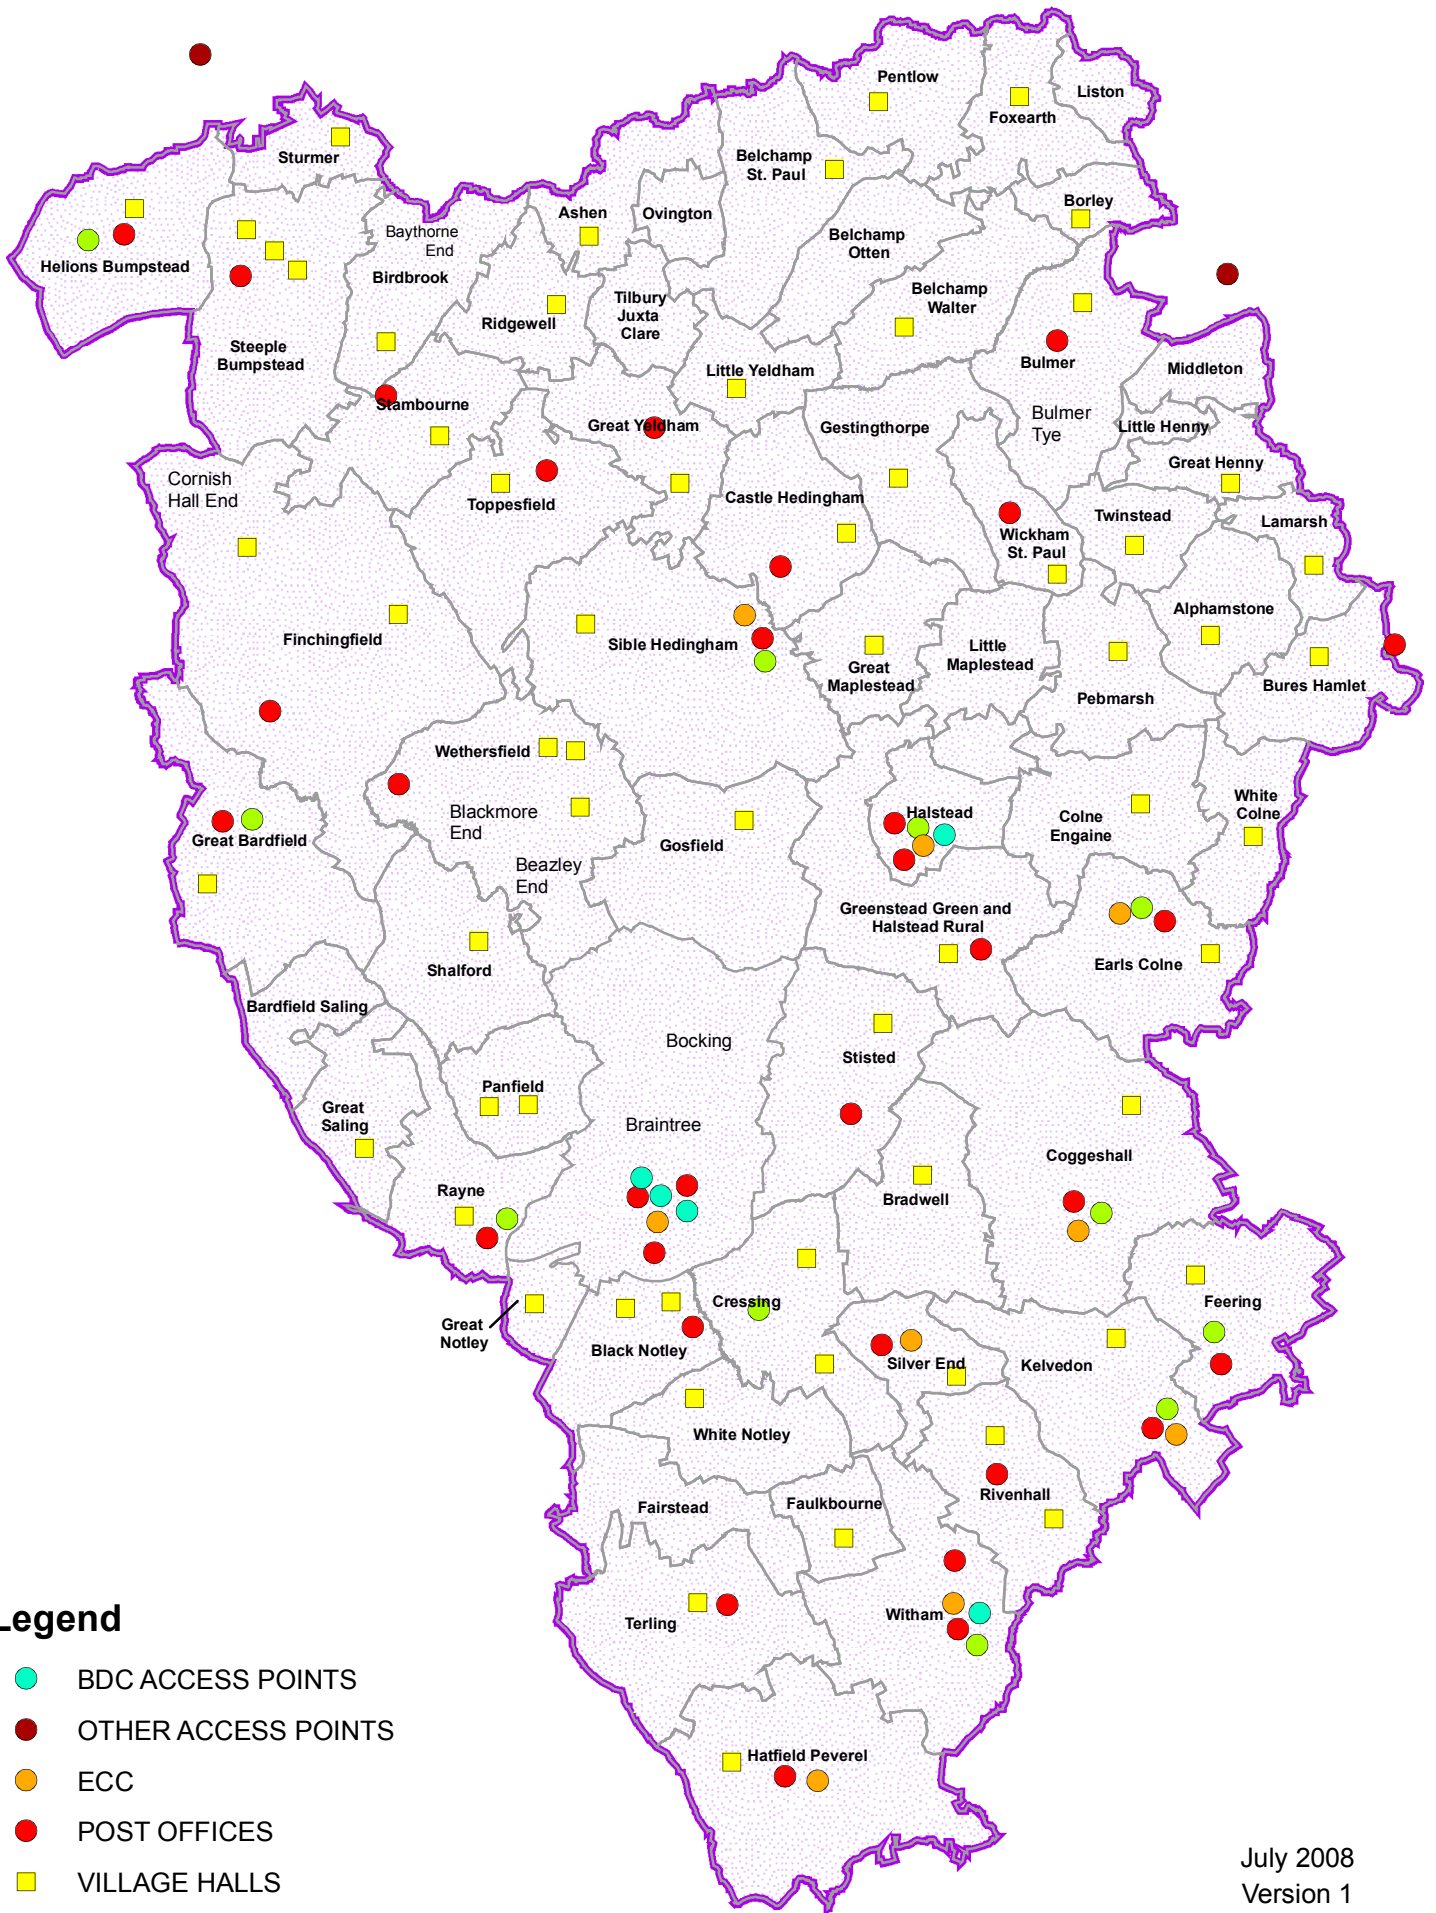 Pentlow
Liston
Foxearth
Sturmer
Belchamp
St. Paul
Borley
Ashen
Ovington
Baythorne
End
Belchamp
Otten
Helions Bumpstead
Birdbrook
Belchamp
Walter
Tilbury
Juxta
Clare
Ridgewell
Steeple
Bumpstead
Bulmer
Middleton
Little Yeldham
Stambourne
Bulmer
Tye
Great Yeldham
Gestingthorpe
Little Henny
Great Henny
Cornish
Hall End
Castle Hedingham
Toppesfield
Twinstead
Lamarsh
Wickham
St. Paul
Alphamstone
Finchingfield
Sible Hedingham
Little
Maplestead
Great
Maplestead
Bures Hamlet
Pebmarsh
Wethersfield
White
Colne
Blackmore
End
Halstead
Colne
Engaine
Great Bardfield
Gosfield
Beazley
End
Greenstead Green and
Halstead Rural
Earls Colne
Shalford
Bardfield Saling
Bocking
Stisted
Panfield
Great
Saling
Braintree
Coggeshall
Rayne
Bradwell
Cressing
Feering
Great
Notley
Black Notley
Silver End
Kelvedon
White Notley
Rivenhall
Fairstead
Faulkbourne
Witham
Terling
Hatfield Peverel
Legend
BDC ACCESS POINTS
OTHER ACCESS POINTS
ECC
POST OFFICES
VILLAGE HALLS
July 2008
Version 1